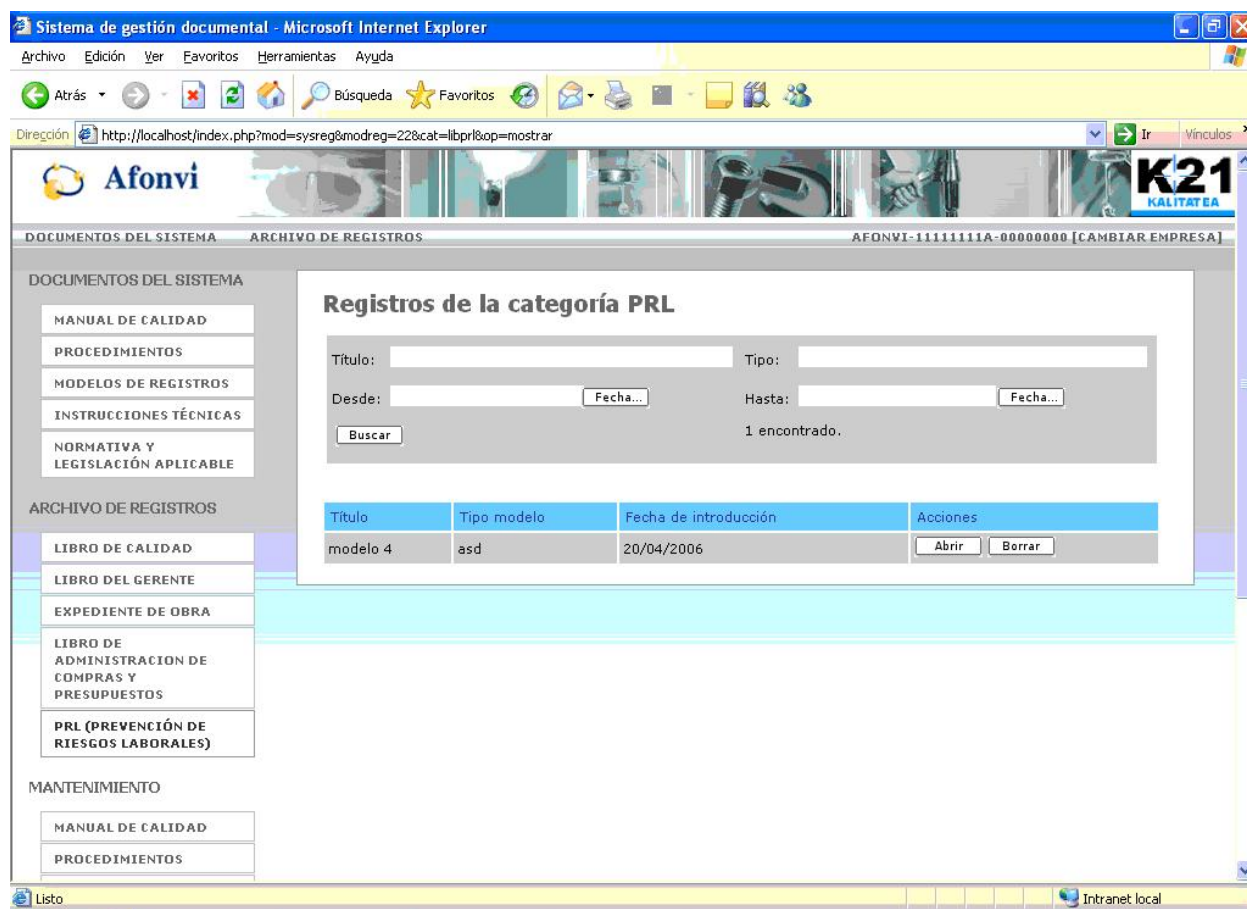 Sistema de gestión documental - Microsoft Internet Explorer
Archivo Edición Ver Favoritos Herramientas Ayuda
Atrás Búsqueda Favoritos
Dirección http://localhost/index.php?mod=sysreg&modreg=22&cat=libprl&op=mostrar Ir Vínculos
Afonvi
K21
KALITATEA
DOCUMENTOS DEL SISTEMA ARCHIVO DE REGISTROS AFONVI-11111111A-00000000 [CAMBIAR EMPRESA]
DOCUMENTOS DEL SISTEMA
MANUAL DE CALIDAD
PROCEDIMIENTOS
MODELOS DE REGISTROS
INSTRUCCIONES TÉCNICAS
NORMATIVA Y
LEGISLACIÓN APLICABLE
ARCHIVO DE REGISTROS
LIBRO DE CALIDAD
LIBRO DEL GERENTE
EXPEDIENTE DE OBRA
LIBRO DE
ADMINISTRACION DE
COMPRAS Y
PRESUPUESTOS
PRL (PREVENCIÓN DE
RIESGOS LABORALES)
MANTENIMIENTO
MANUAL DE CALIDAD
PROCEDIMIENTOS
Registros de la categoría PRL
Título: Tipo:
Desde: Fecha... Hasta: Fecha...
Buscar 1 encontrado.
Título Tipo modelo Fecha de introducción Acciones
modelo 4 asd 20/04/2006 Abrir Borrar
Listo Intranet local